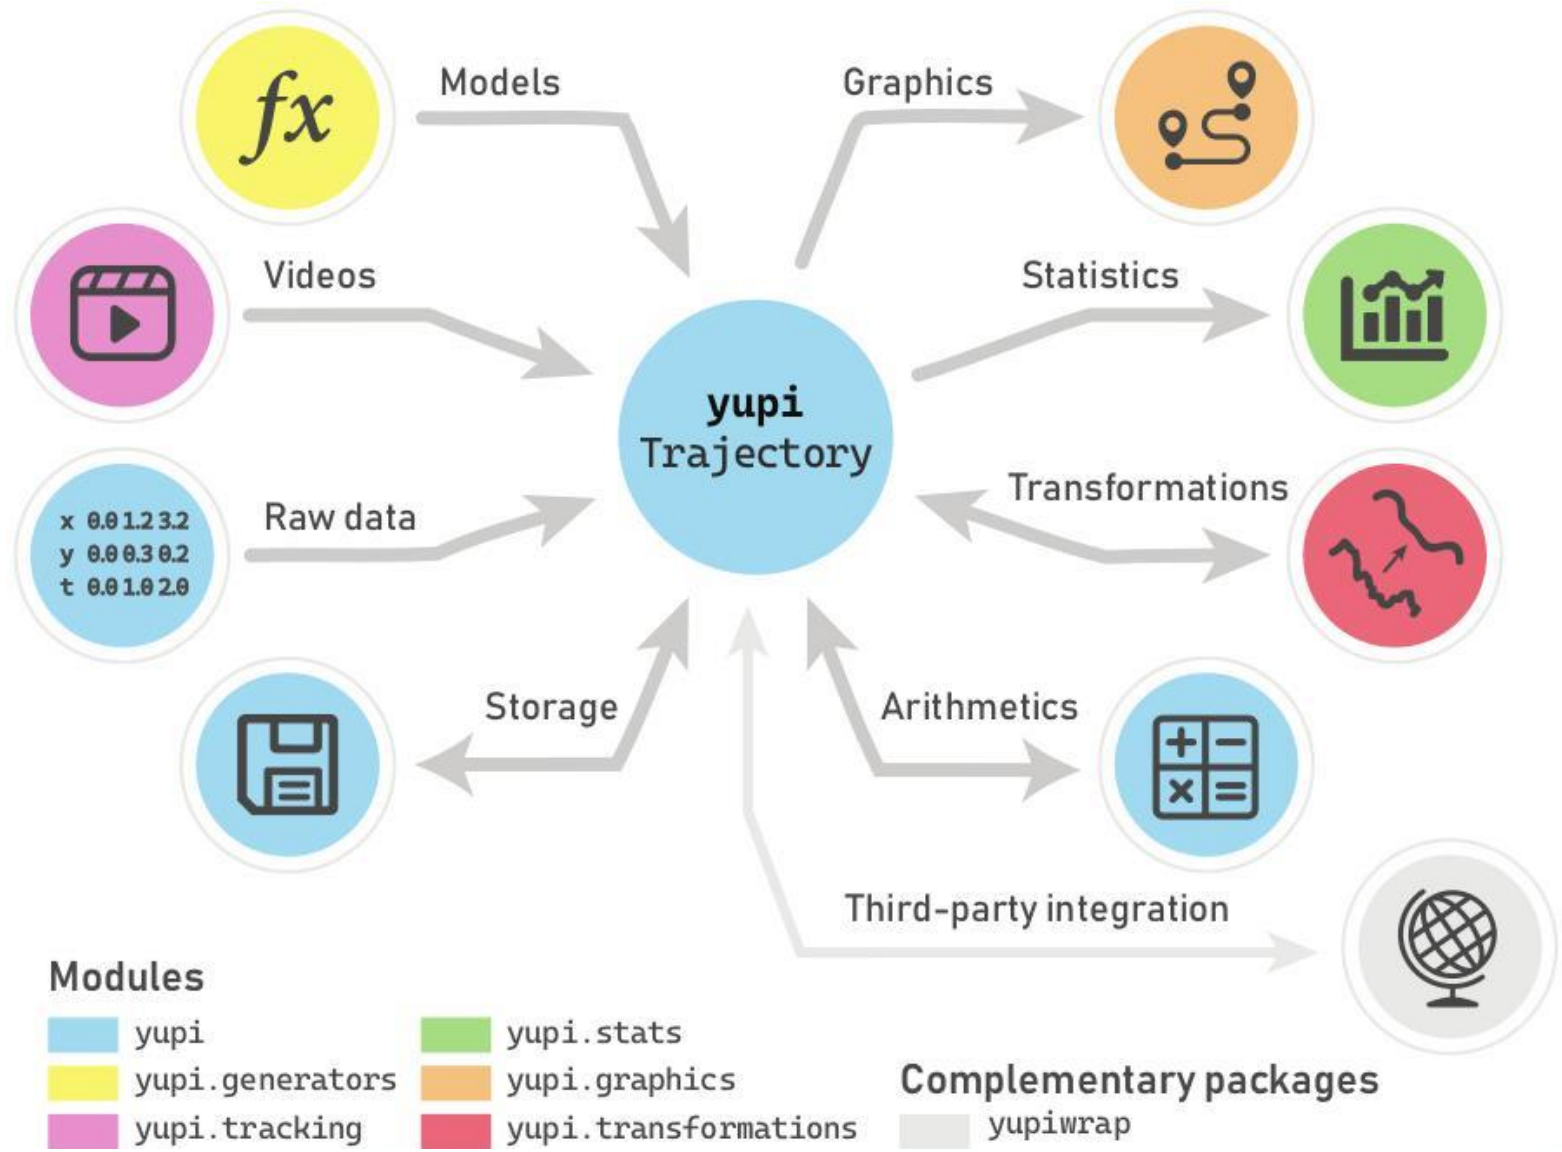 fx
Models
Graphics
Videos
Statistics
yupi
Trajectory
x 0.0 1.2 3.2
y 0.0 0.3 0.2
t 0.0 1.0 2.0
Raw data
Transformations
Storage
Arithmetics
Third-party integration
Modules
yupi
yupi.generators
yupi.tracking
yupi.stats
yupi.graphics
yupi.transformations
Complementary packages
yupiwrap